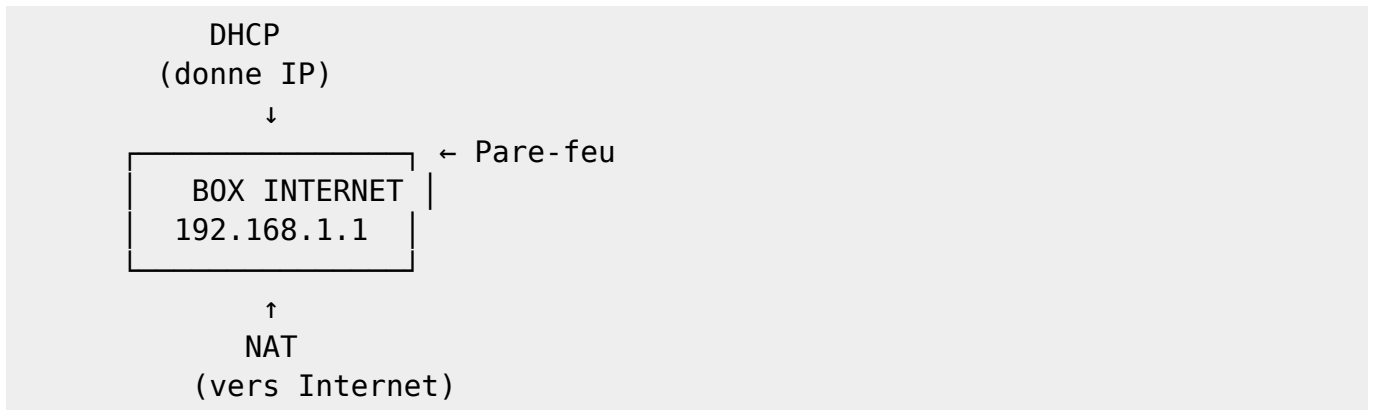 DHCP
(donne IP)
↓
← Pare-feu
BOX INTERNET
192.168.1.1
↑
NAT
(vers Internet)